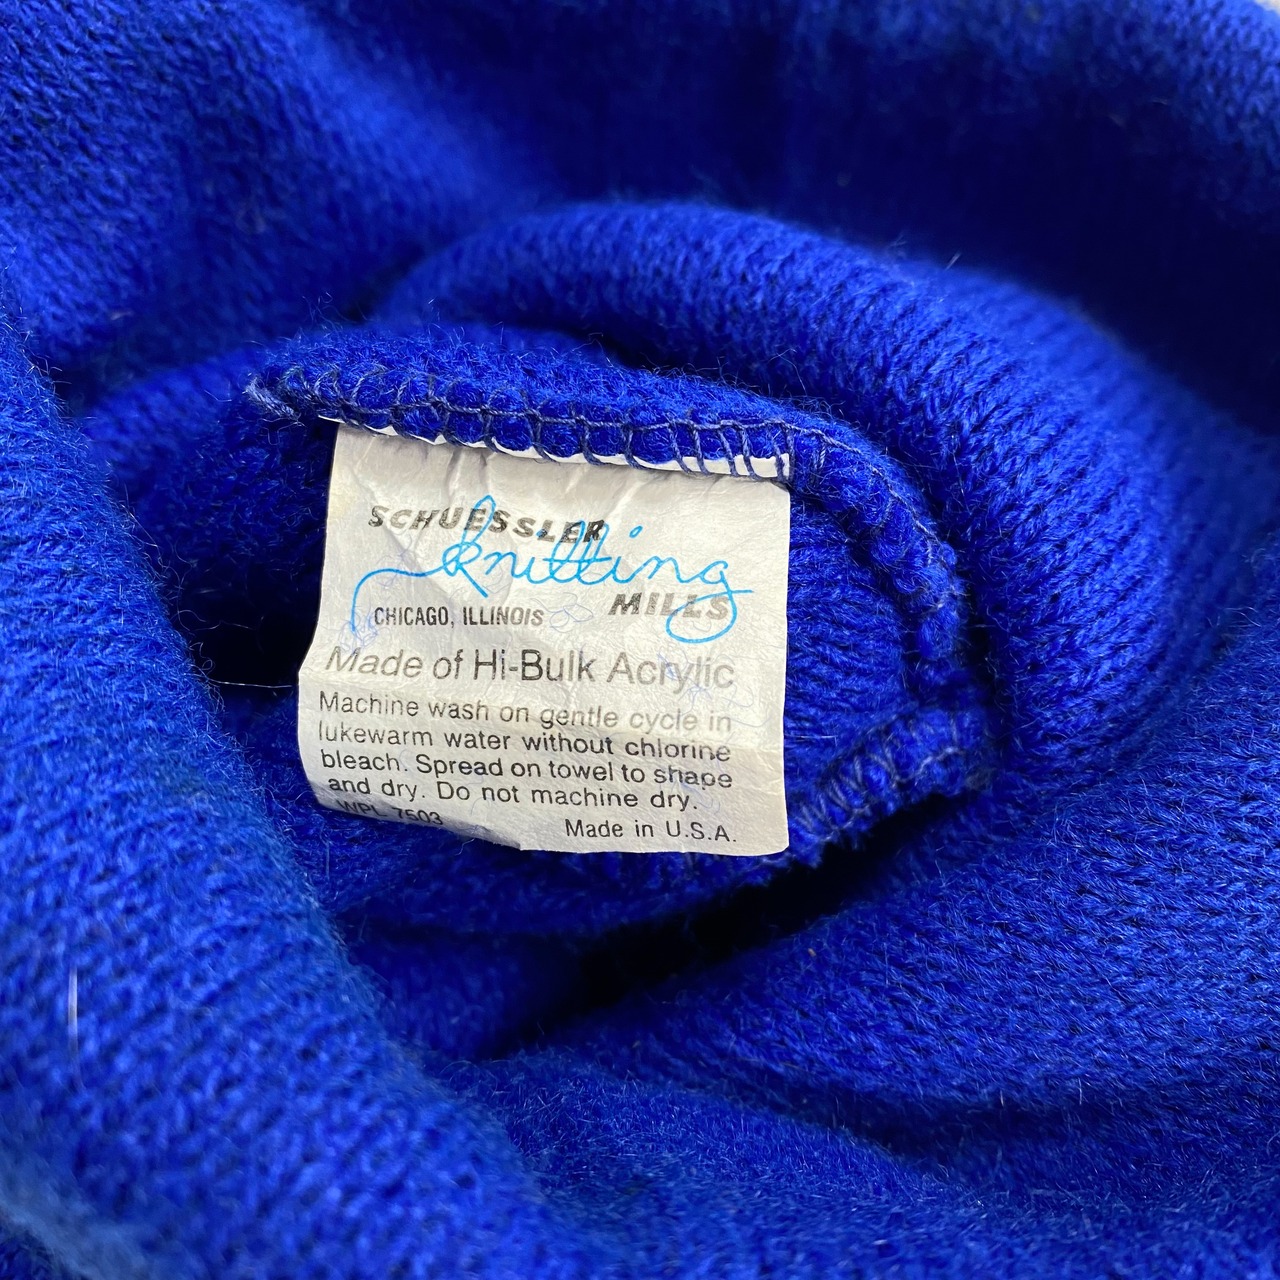 SCHUESSLER
knitting
MILLS
CHICAGO, ILLINOIS
Made of Hi-Bulk Acrylic
Machine wash on gentle cycle in
lukewarm water without chlorine
bleach. Spread on towel to shape
and dry. Do not machine dry.
WPL 7503
Made in U.S.A.